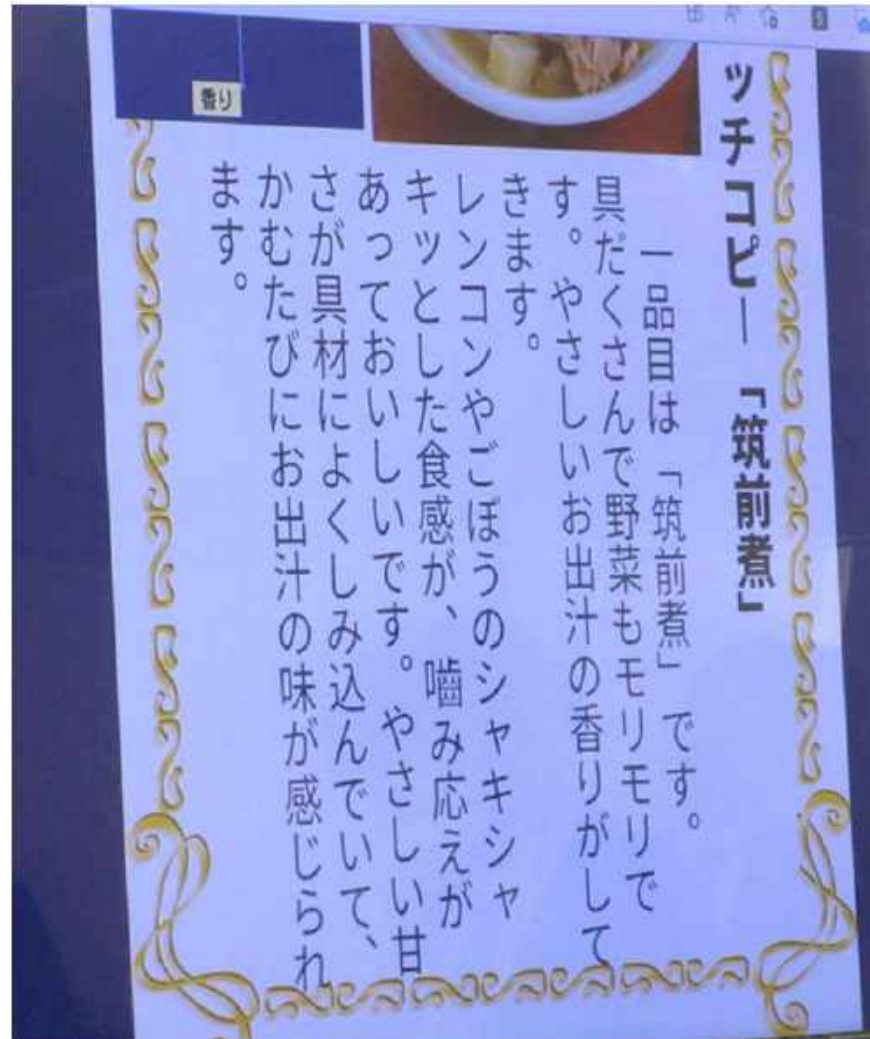 ッチコピー「筑前煮」
一品目は「筑前煮」です。
具だくさんで野菜もモリモリで
す。やさしいお出汁の香りがして
きます。
レンコンやごぼうのシャキシャ
キッとした食感が、噛み応えが
あっておいしいです。やさしい甘
さが具材によくしみ込んでいて、
かむたびにお出汁の味が感じられ
ます。
香り